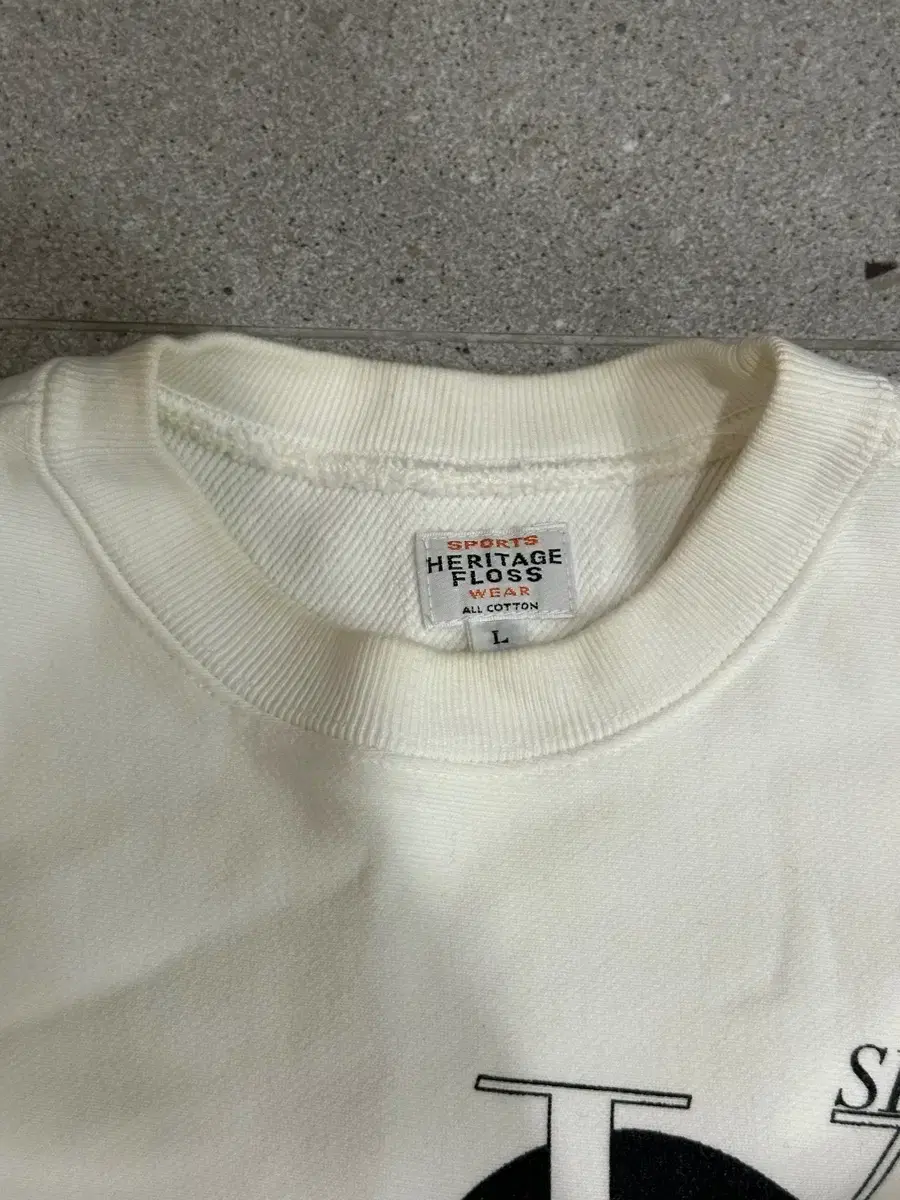 SPORTS
HERITAGE
FLOSS
WEAR
ALL COTTON
L